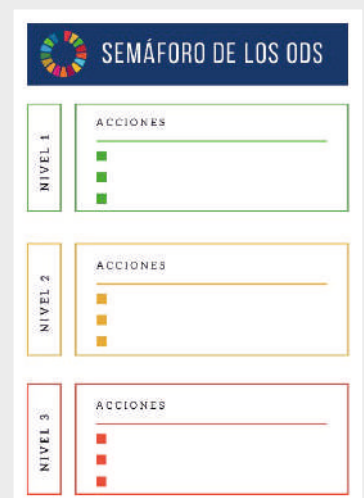 SEMÁFORO DE LOS ODS
NIVEL 1
ACCIONES
NIVEL 2
ACCIONES
NIVEL 3
ACCIONES